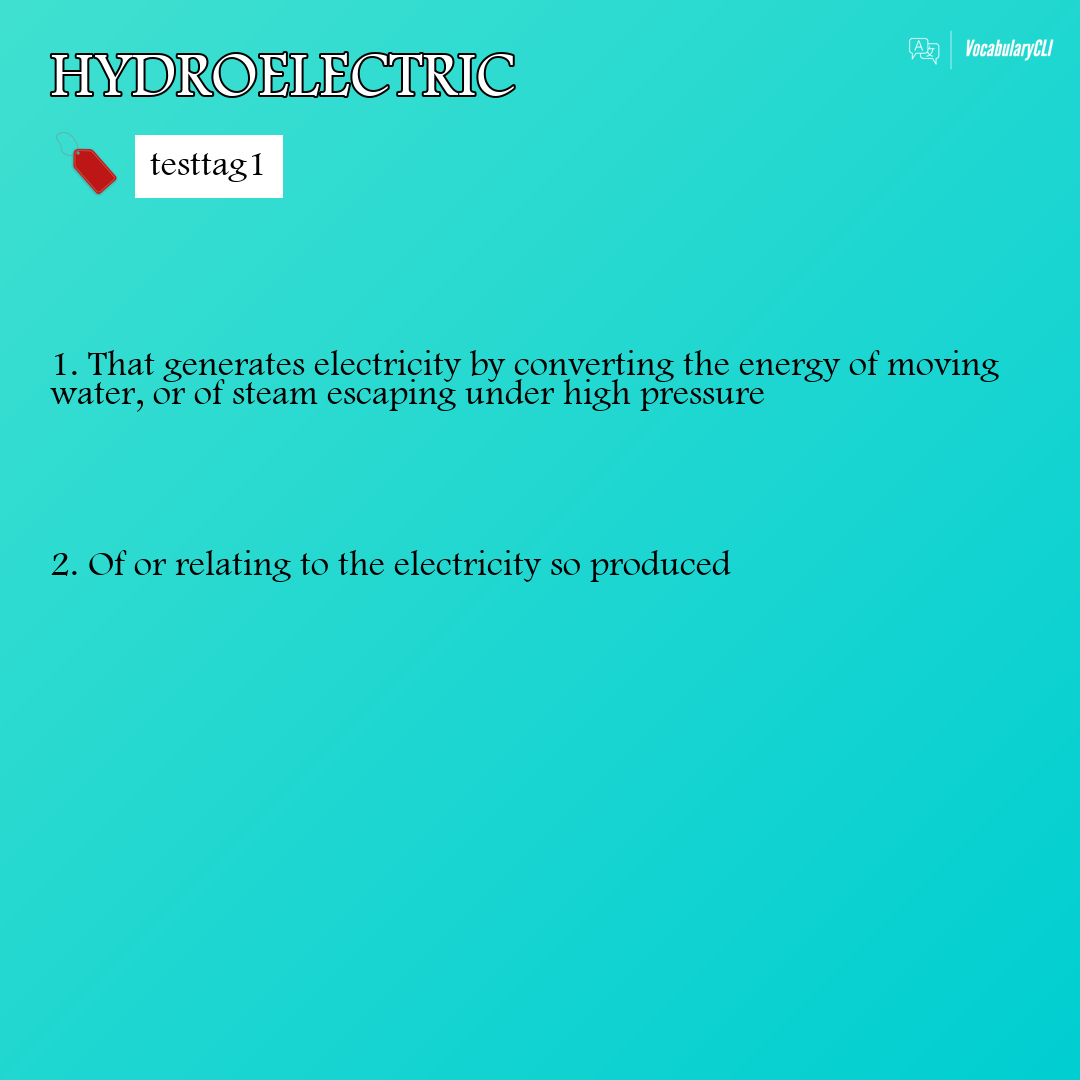 HYDROELECTRIC
VocabularyCLI
testtag1
1. That generates electricity by converting the energy of moving
water, or of steam escaping under high pressure
2. Of or relating to the electricity so produced